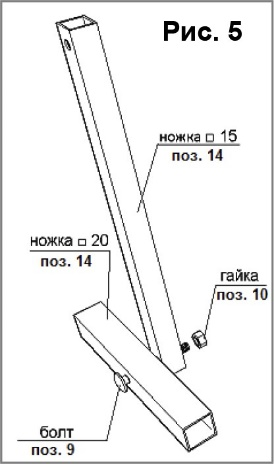 Рис. 5
ножка □ 15
поз. 14
ножка □ 20
поз. 14
гайка
поз. 10
болт
поз. 9